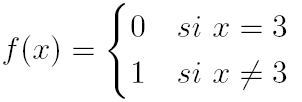 f(x) = { 0 si x = 3
1 si x ≠ 3